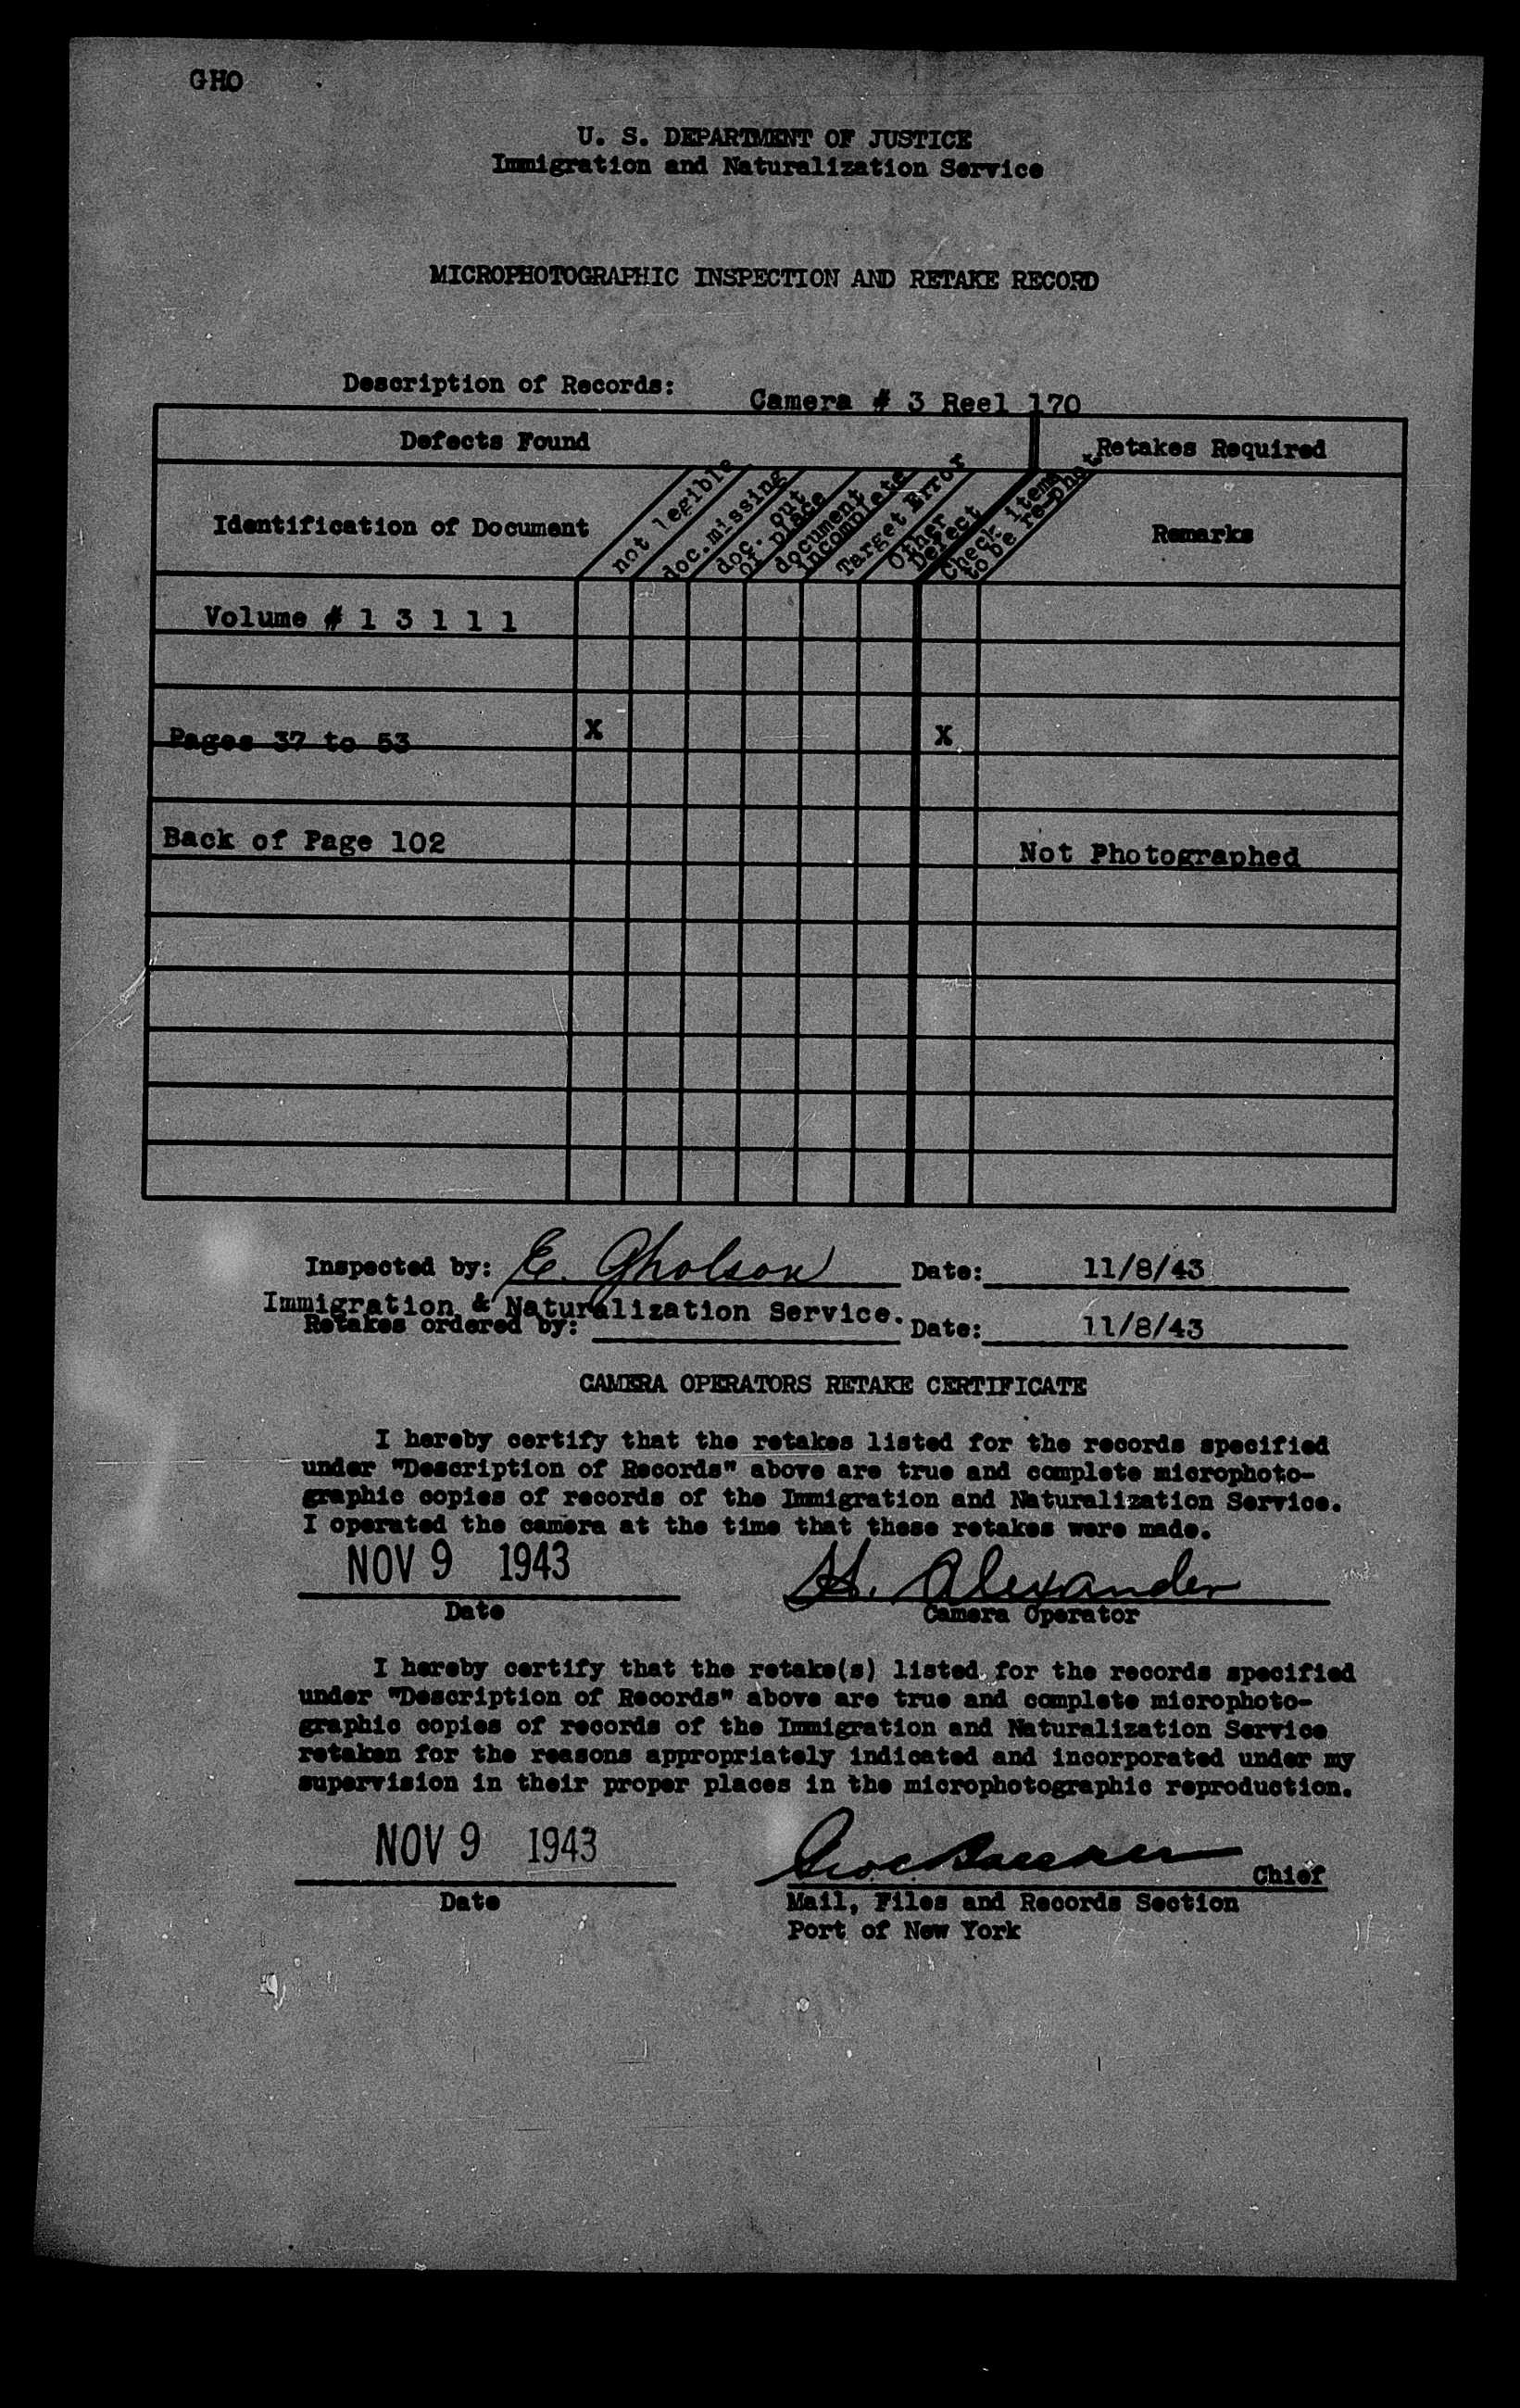 GHO
U. S. DEPARTMENT OF JUSTICE
Immigration and Naturalization Service
MICROPHOTOGRAPHIC INSPECTION AND RETAKE RECORD
Description of Records: Camera # 3 Reel 170
Defects Found
Retakes Required
Identification of Document
not legible
doc. missing
doc. out
of place
document
incomplete
Target Error
Other
Defect
Check items
to be re-phot.
Remarks
Volume # 1 3 1 1 1
Pages 37 to 53 X X
Back of Page 102 Not Photographed
Inspected by: E. Gholson Date: 11/8/43
Immigration & Naturalization Service.
Retakes ordered by: Date: 11/8/43
CAMERA OPERATORS RETAKE CERTIFICATE
I hereby certify that the retakes listed for the records specified
under "Description of Records" above are true and complete microphoto-
graphic copies of records of the Immigration and Naturalization Service.
I operated the camera at the time that these retakes were made.
NOV 9 1943 H. Alexander
Date Camera Operator
I hereby certify that the retake(s) listed for the records specified
under "Description of Records" above are true and complete microphoto-
graphic copies of records of the Immigration and Naturalization Service
retaken for the reasons appropriately indicated and incorporated under my
supervision in their proper places in the microphotographic reproduction.
NOV 9 1943
Chief
Date Mail, Files and Records Section
Port of New York